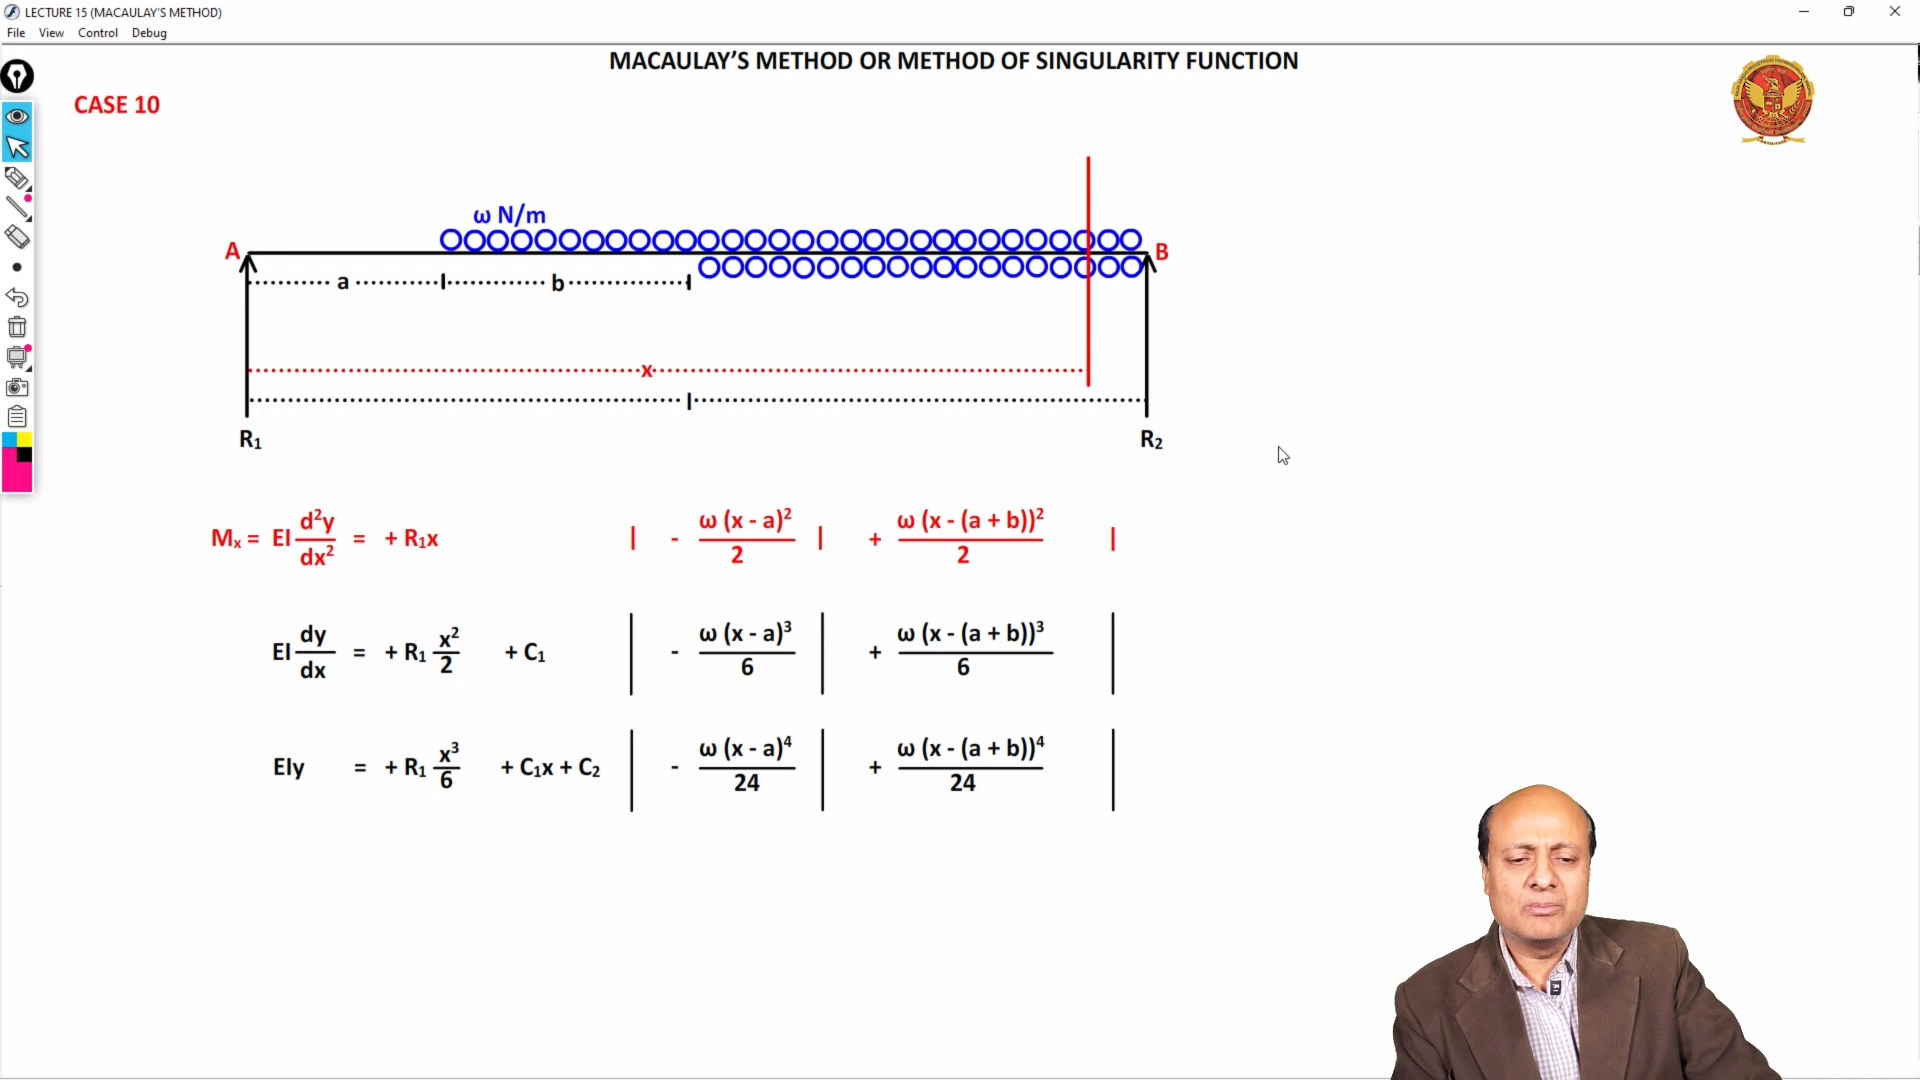 LECTURE 15 (MACAULAY'S METHOD)
File View Control Debug
MACAULAY’S METHOD OR METHOD OF SINGULARITY FUNCTION
CASE 10
ω N/m
A
B
a
b
x
l
R₁
R₂
Mₓ = EI d²y/dx² = + R₁x | - ω (x - a)²/2 | + ω (x - (a + b))²/2 |
EI dy/dx = + R₁ x²/2 + C₁ | - ω (x - a)³/6 | + ω (x - (a + b))³/6 |
EIy = + R₁ x³/6 + C₁x + C₂ | - ω (x - a)⁴/24 | + ω (x - (a + b))⁴/24 |